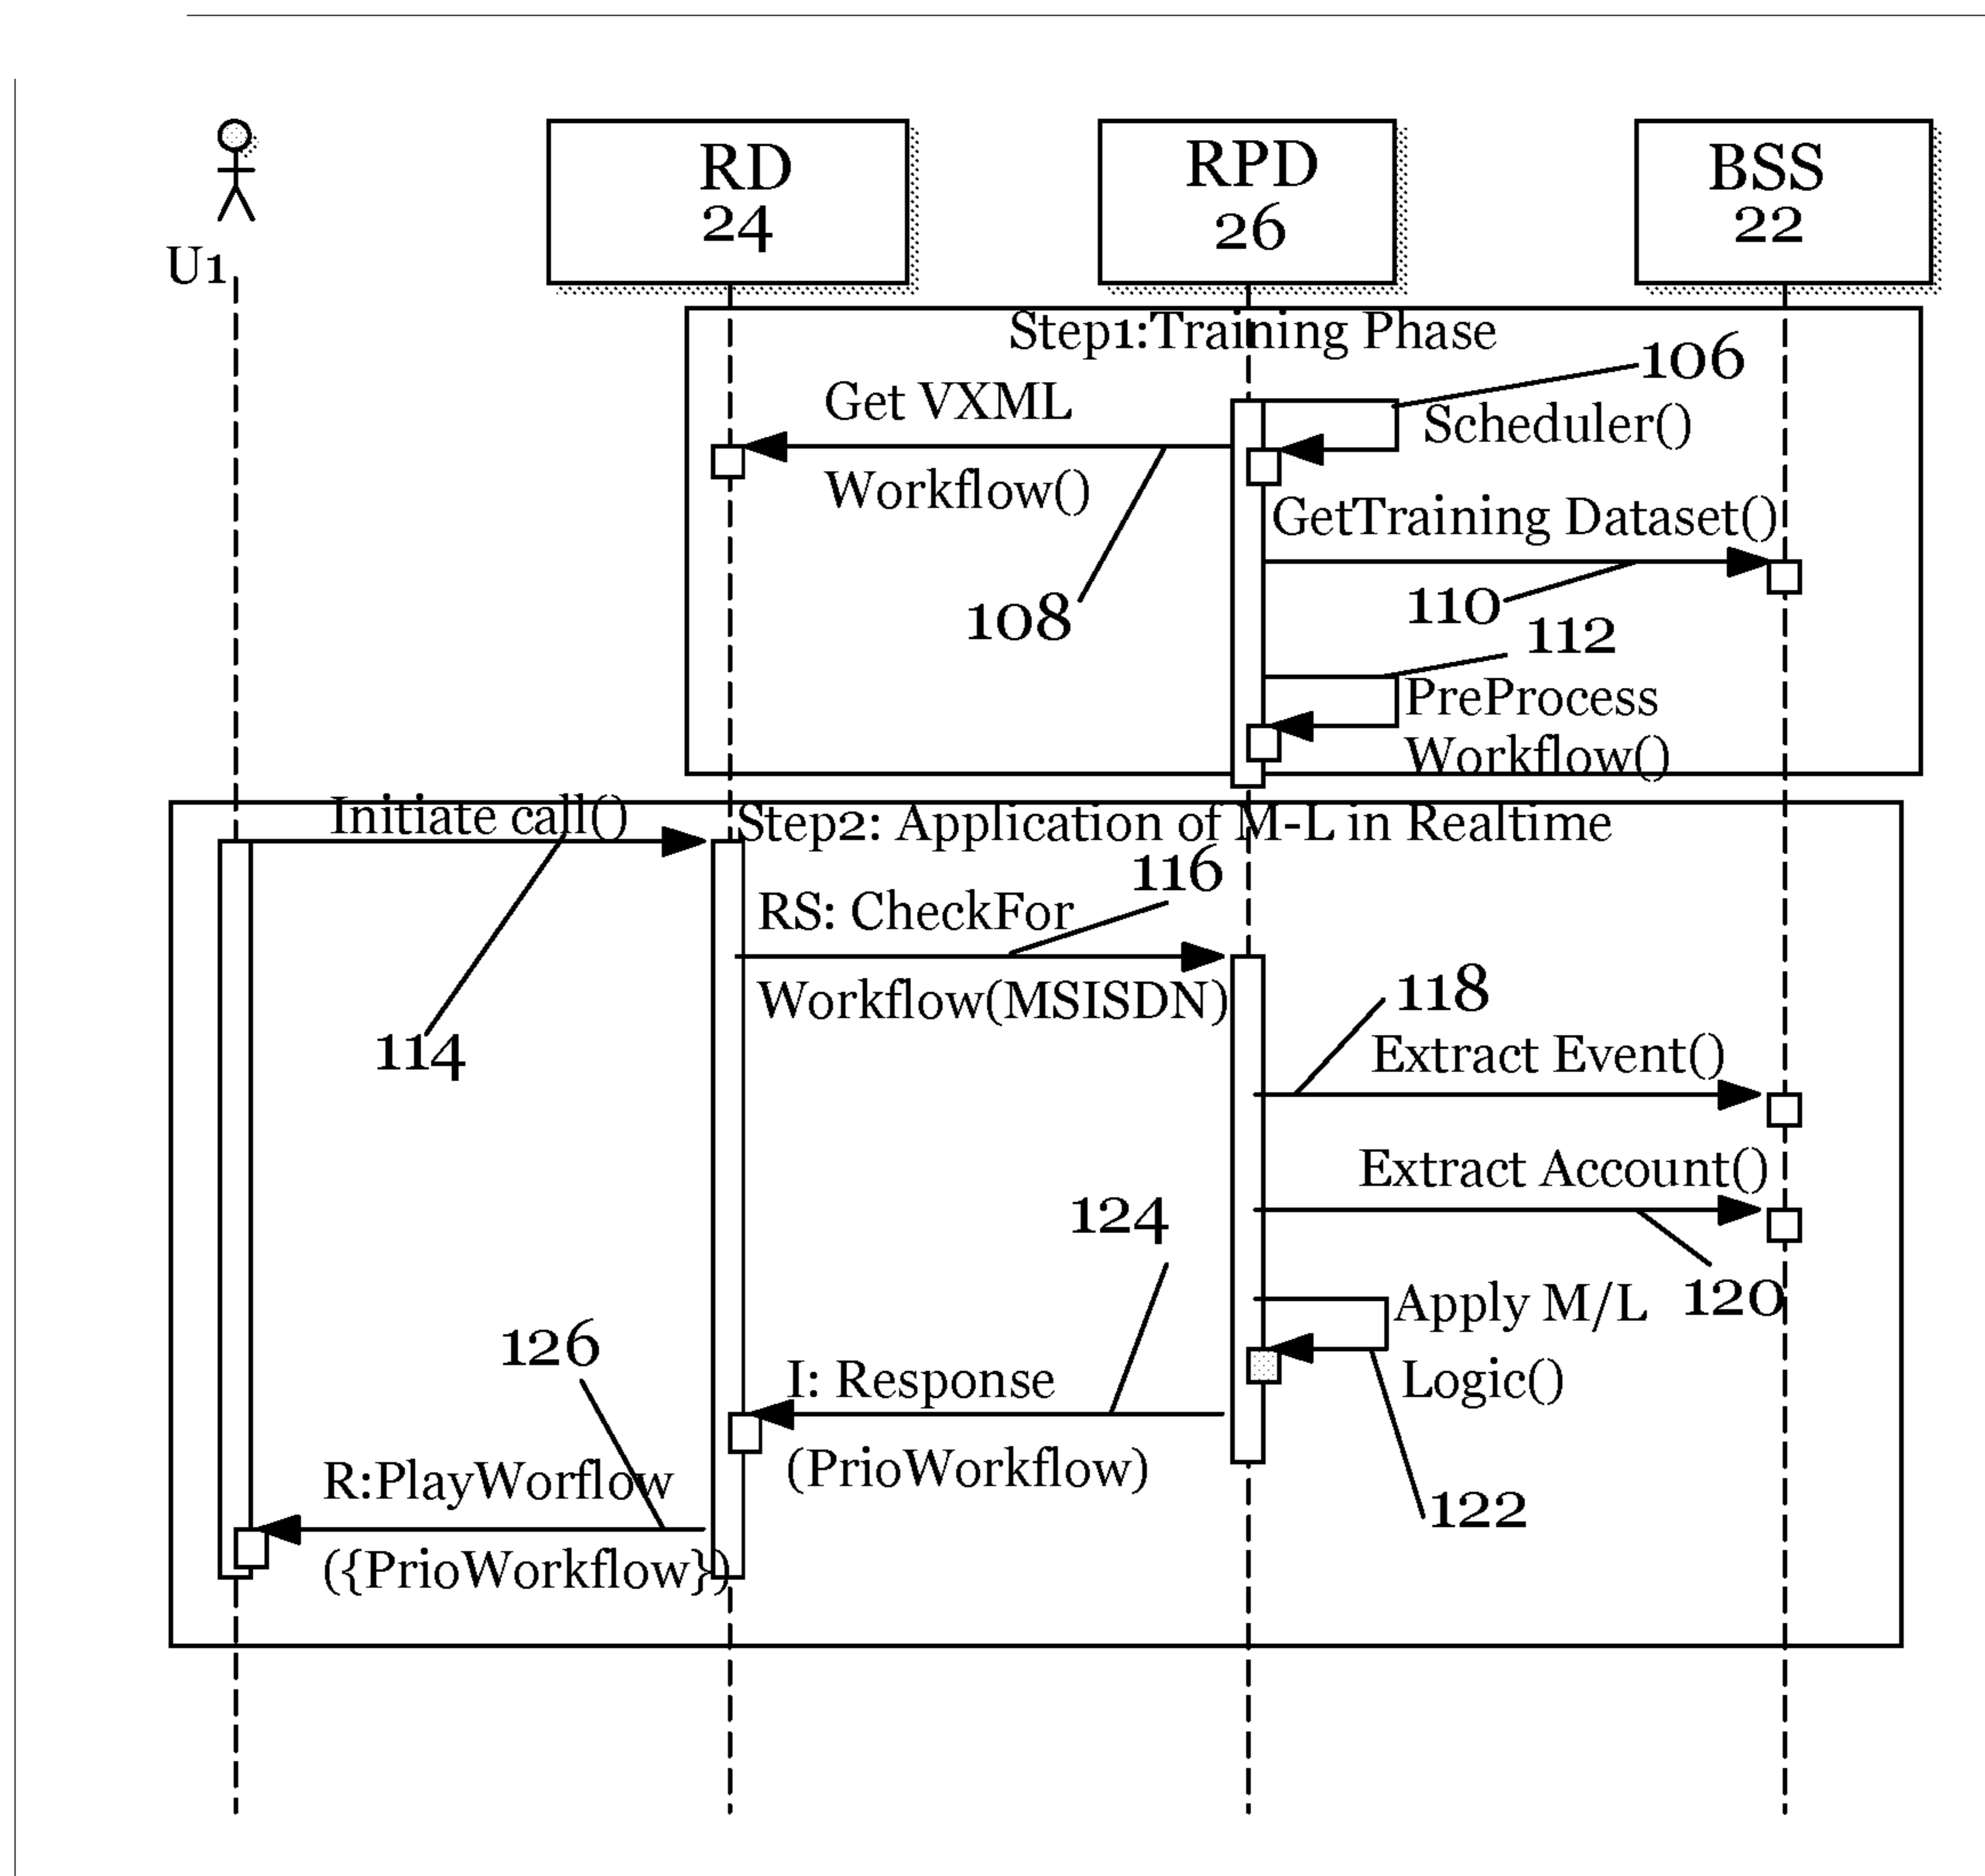 U1
RD
24
RPD
26
BSS
22
Step1:Training Phase
106
Get VXML
Workflow()
Scheduler()
GetTraining Dataset()
108
110
112
PreProcess
Workflow()
Initiate call()
Step2: Application of M-L in Realtime
116
RS: CheckFor
Workflow(MSISDN)
114
118
Extract Event()
Extract Account()
124
120
Apply M/L
Logic()
126
I: Response
(PrioWorkflow)
R:PlayWorflow
({PrioWorkflow})
122